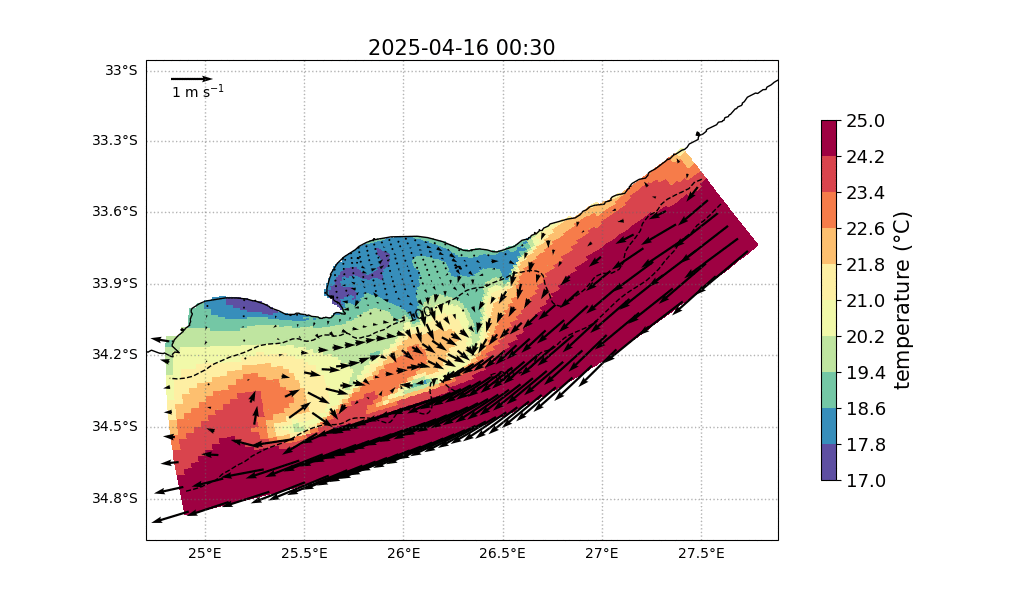 2025-04-16 00:30
1 m s⁻¹
33°S
33.3°S
33.6°S
33.9°S
34.2°S
34.5°S
34.8°S
25°E
25.5°E
26°E
26.5°E
27°E
27.5°E
100
25.0
24.2
23.4
22.6
21.8
21.0
20.2
19.4
18.6
17.8
17.0
temperature (°C)